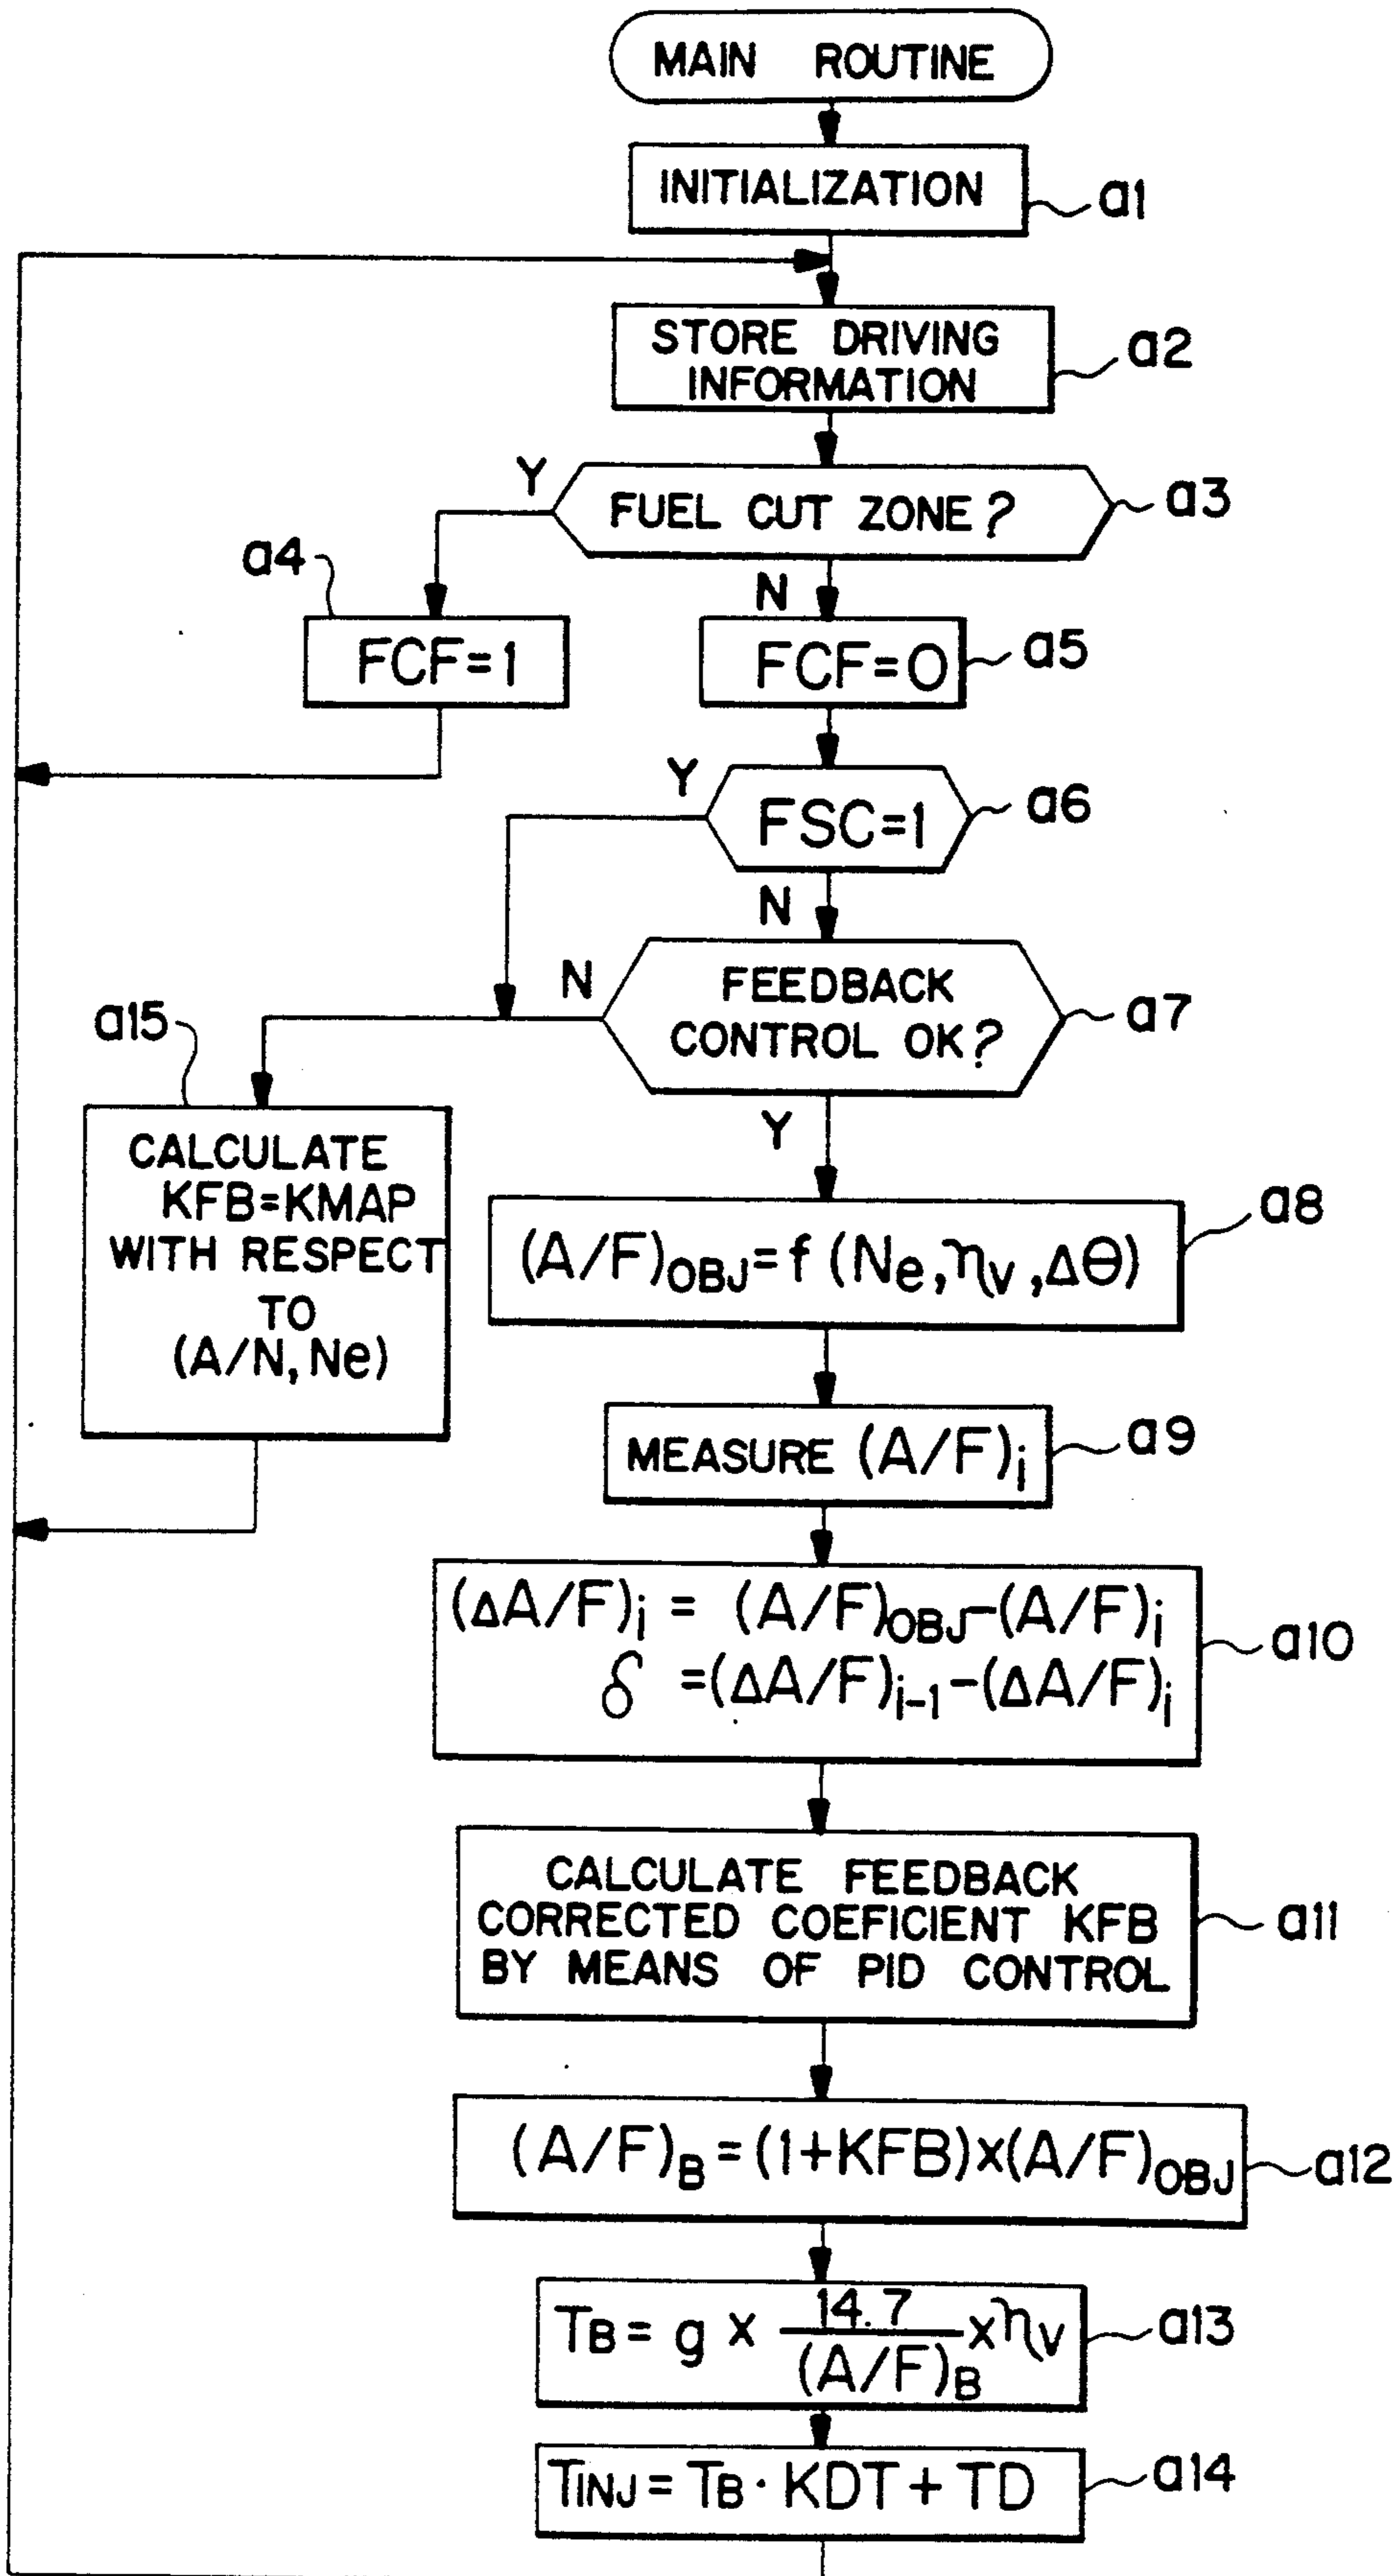 MAIN ROUTINE
INITIALIZATION
a1
STORE DRIVING
INFORMATION
a2
Y
FUEL CUT ZONE?
a3
a4
N
FCF=1
FCF=0
a5
Y
FSC=1
a6
N
N
FEEDBACK
CONTROL OK?
a7
a15
Y
CALCULATE
KFB=KMAP
WITH RESPECT
TO
(A/N, Ne)
(A/F)OBJ=f(Ne,ηv,Δθ)
a8
MEASURE (A/F)i
a9
(ΔA/F)i = (A/F)OBJ-(A/F)i
δ =(ΔA/F)i-1-(ΔA/F)i
a10
CALCULATE FEEDBACK
CORRECTED COEFICIENT KFB
BY MEANS OF PID CONTROL
a11
(A/F)B=(1+KFB)x(A/F)OBJ
a12
TB= g x 14.7/(A/F)B xηv
a13
TINJ=TB·KDT+TD
a14